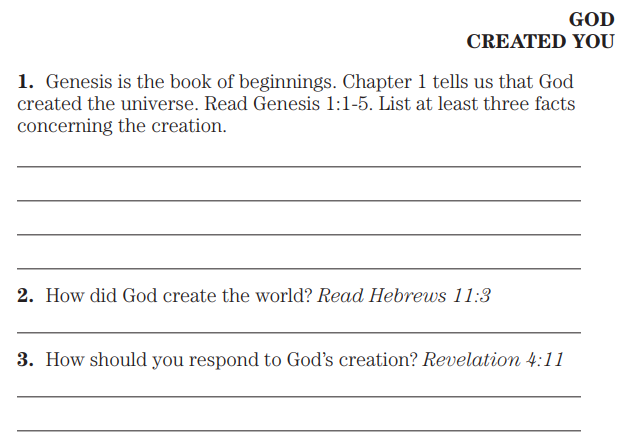 GOD
CREATED YOU
1. Genesis is the book of beginnings. Chapter 1 tells us that God
created the universe. Read Genesis 1:1-5. List at least three facts
concerning the creation.
2. How did God create the world? Read Hebrews 11:3
3. How should you respond to God’s creation? Revelation 4:11